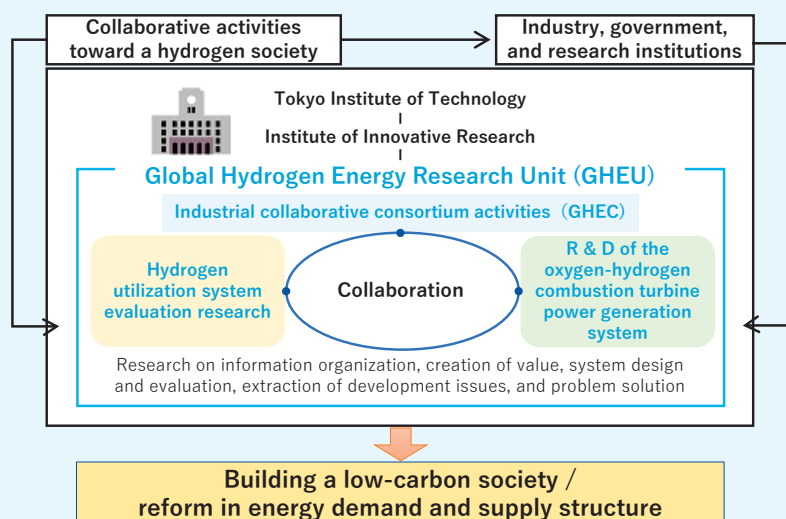 Collaborative activities
toward a hydrogen society
Industry, government,
and research institutions
Tokyo Institute of Technology
Institute of Innovative Research
Global Hydrogen Energy Research Unit (GHEU)
Industrial collaborative consortium activities（GHEC）
Hydrogen
utilization system
evaluation research
Collaboration
R & D of the
oxygen-hydrogen
combustion turbine
power generation
system
Research on information organization, creation of value, system design
and evaluation, extraction of development issues, and problem solution
Building a low-carbon society /
reform in energy demand and supply structure